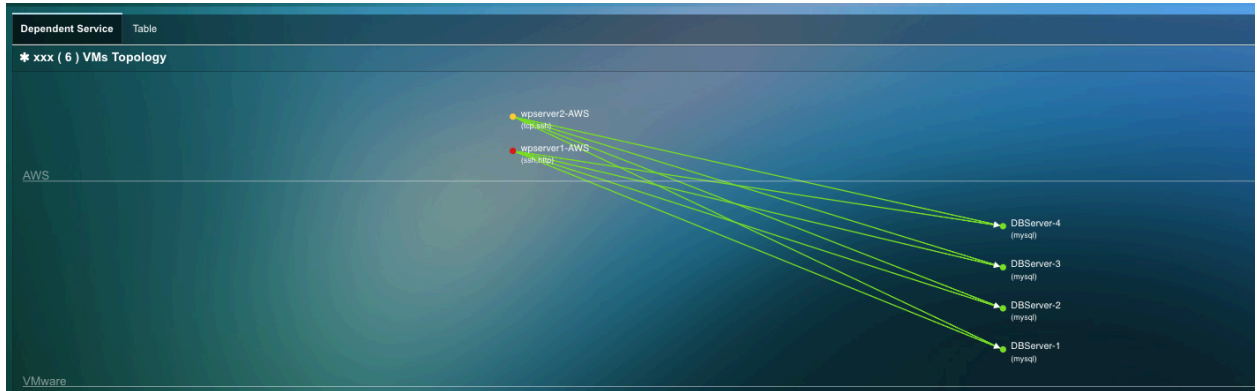 Dependent Service Table
✱ xxx ( 6 ) VMs Topology
wpserver2-AWS
(tcp,ssh)
wpserver1-AWS
(ssh,http)
AWS
DBServer-4
(mysql)
DBServer-3
(mysql)
DBServer-2
(mysql)
DBServer-1
(mysql)
VMware